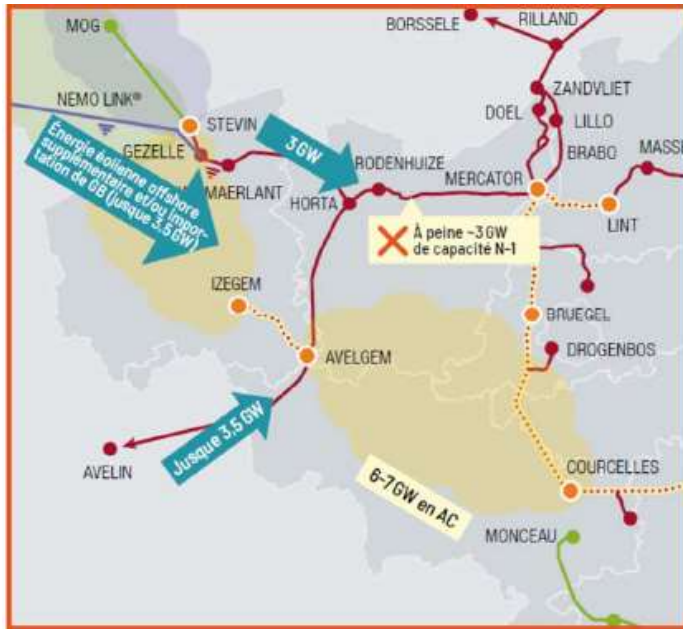 MOG
BORSSELE
RILLAND
NEMO LINK®
STEVIN
ZANDVLIET
DOEL
LILLO
GEZELLE
3 GW
BRABO
MASSE
Énergie éolienne offshore
supplémentaire et/ou impor-
tation de GB (jusque 3,5 GW)
MAERLANT
RODENHUIZE
MERCATOR
HORTA
LINT
À peine ~3 GW
de capacité N-1
IZEGEM
BRUEGEL
AVELGEM
DROGENBOS
Jusque 3,5 GW
AVELIN
6-7 GW en AC
COURCELLES
MONCEAU